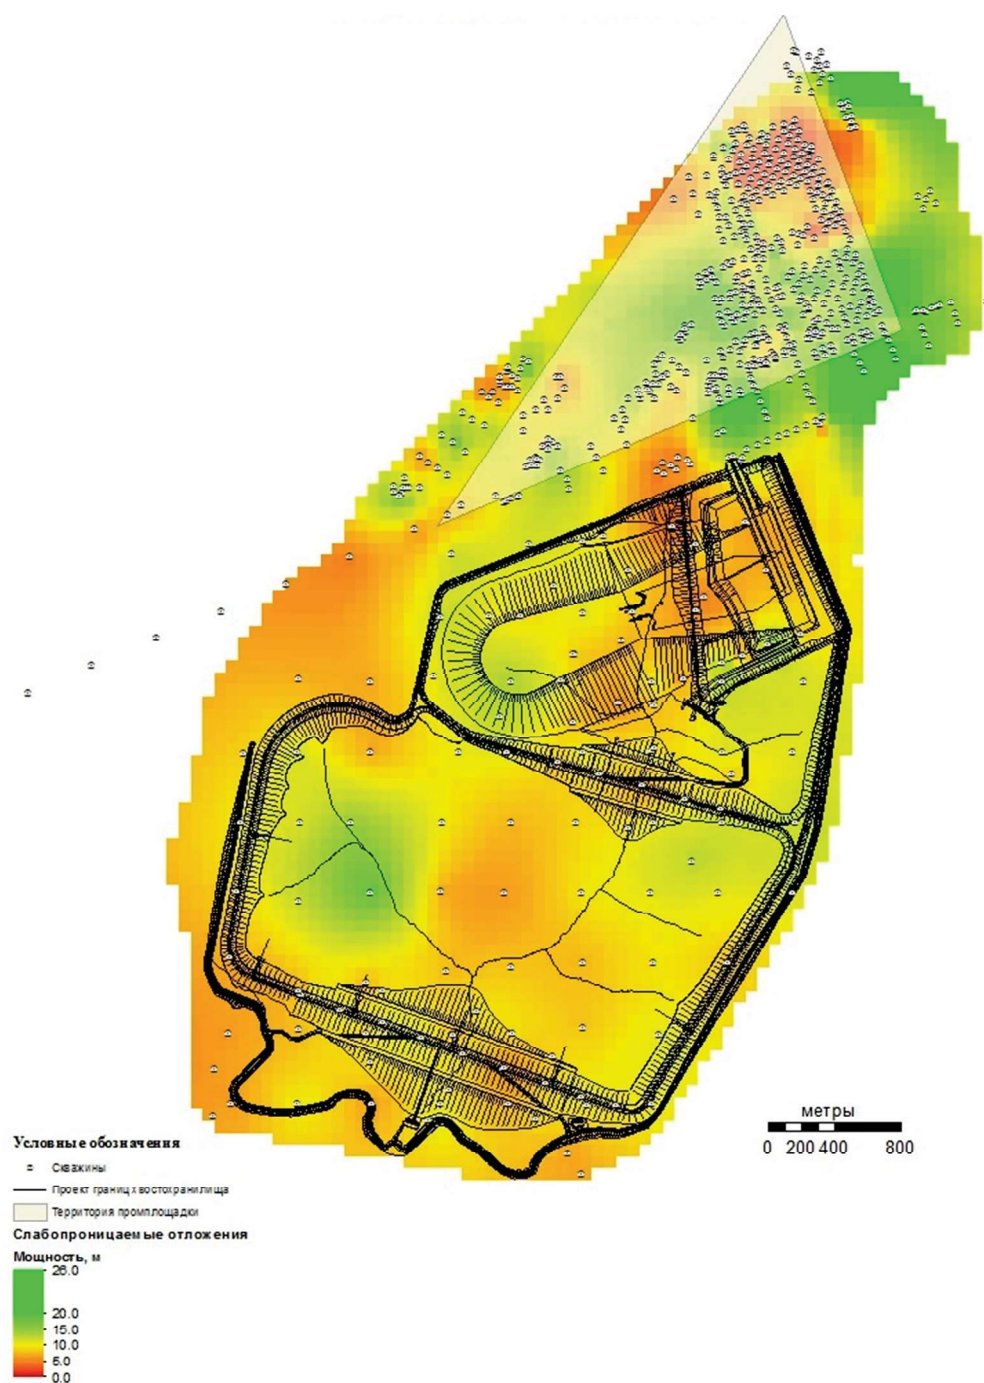 метры
0 200 400 800
Условные обозначения
Скважины
Проект границ хвостохранилища
Территория промплощадки
Слабопроницаемые отложения
Мощность, м
26.0
20.0
15.0
10.0
5.0
0.0